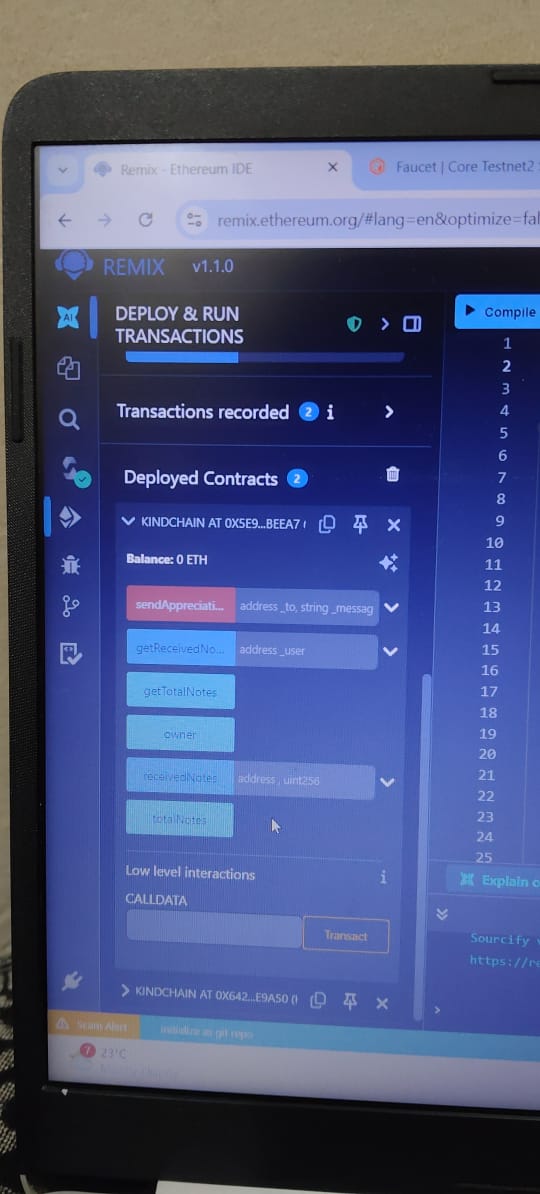 Remix - Ethereum IDE
Faucet | Core Testnet2
remix.ethereum.org/#lang=en&optimize=fal
REMIX v1.1.0
AI
DEPLOY & RUN
TRANSACTIONS
Compile
Transactions recorded 2 i
Deployed Contracts 2
KINDCHAIN AT 0X5E9...BEEA7 (
Balance: 0 ETH
sendAppreciati... address _to, string _messag
getReceivedNo... address _user
getTotalNotes
owner
receivedNotes address , uint256
totalNotes
Low level interactions i
CALLDATA
Transact
KINDCHAIN AT 0X642...E9A50 (
1
2
3
4
5
6
7
8
9
10
11
12
13
14
15
16
17
18
19
20
21
22
23
24
25
Explain c
Sourcify
https://re
>
Scam Alert
Initialize as git repo
7
23°C